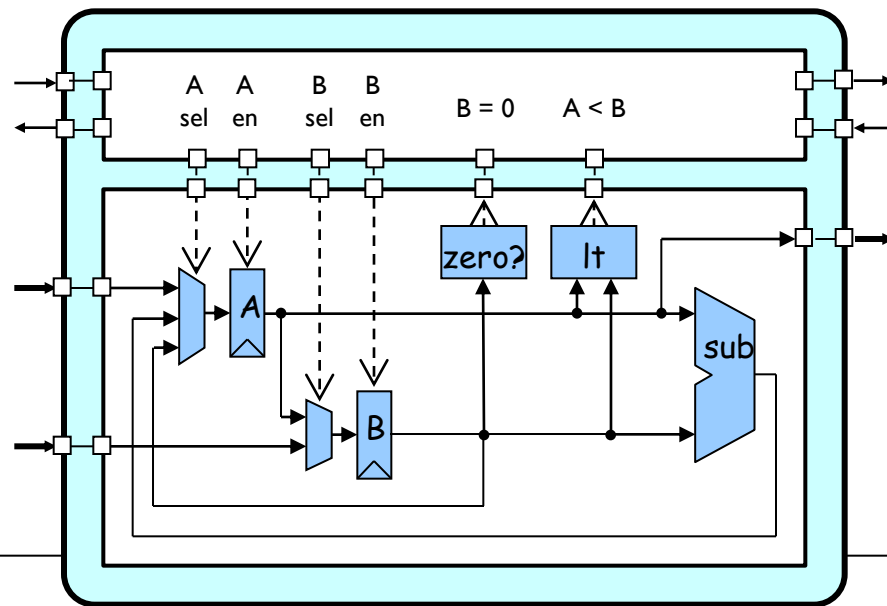 A A B B
sel en sel en B = 0 A < B
zero? lt
A
sub
B